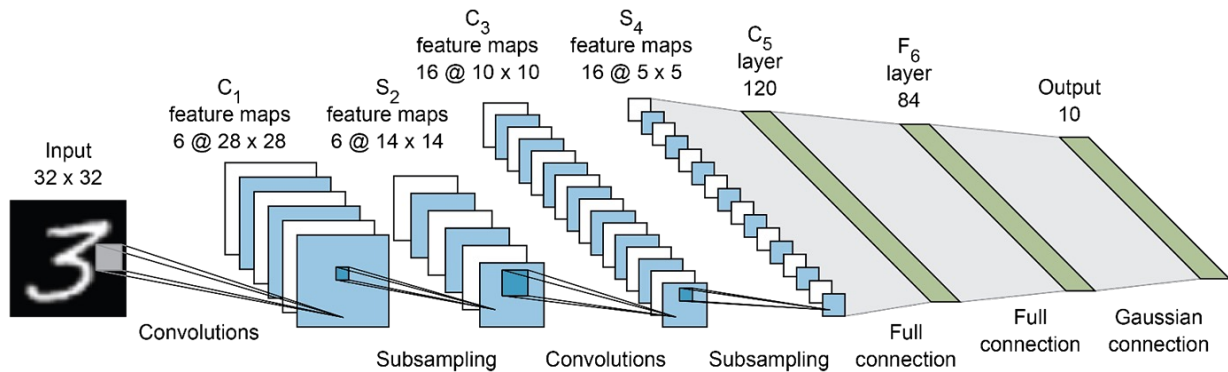 Input
32 x 32
C1
feature maps
6 @ 28 x 28
S2
feature maps
6 @ 14 x 14
C3
feature maps
16 @ 10 x 10
S4
feature maps
16 @ 5 x 5
C5
layer
120
F6
layer
84
Output
10
3
Convolutions
Subsampling
Convolutions
Subsampling
Full
connection
Full
connection
Gaussian
connection